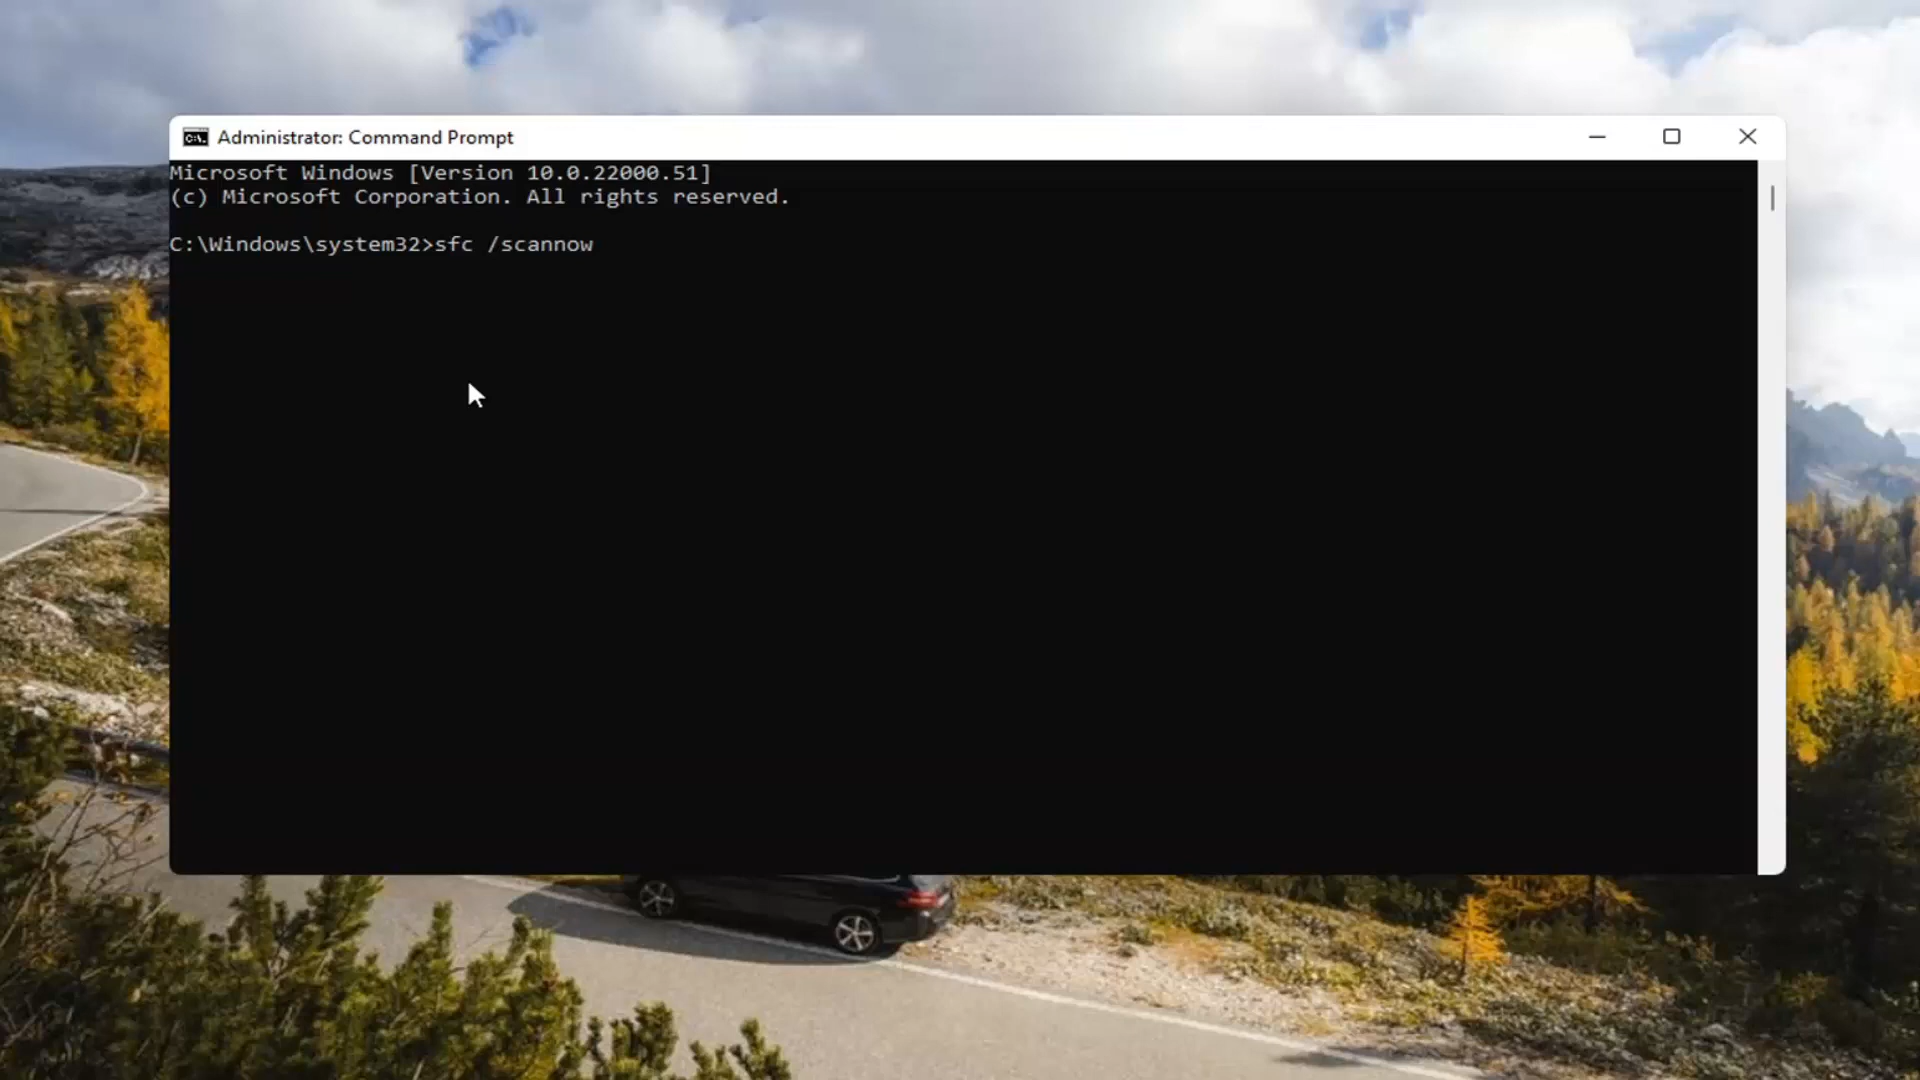 Administrator: Command Prompt
Microsoft Windows [Version 10.0.22000.51]
(c) Microsoft Corporation. All rights reserved.
C:\Windows\system32>sfc /scannow